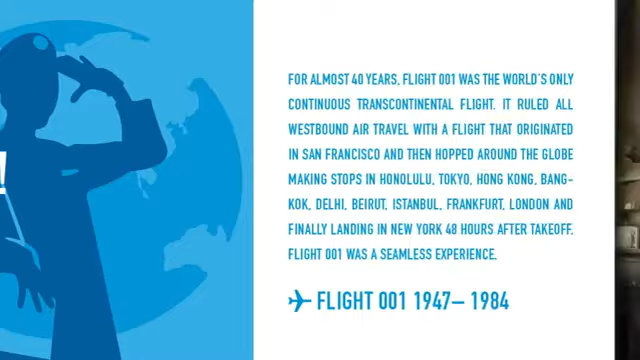 FOR ALMOST 40 YEARS, FLIGHT 001 WAS THE WORLD'S ONLY
CONTINUOUS TRANSCONTINENTAL FLIGHT. IT RULED ALL
WESTBOUND AIR TRAVEL WITH A FLIGHT THAT ORIGINATED
IN SAN FRANCISCO AND THEN HOPPED AROUND THE GLOBE
MAKING STOPS IN HONOLULU, TOKYO, HONG KONG, BANG-
KOK, DELHI, BEIRUT, ISTANBUL, FRANKFURT, LONDON AND
FINALLY LANDING IN NEW YORK 48 HOURS AFTER TAKEOFF.
FLIGHT 001 WAS A SEAMLESS EXPERIENCE.
FLIGHT 001 1947– 1984